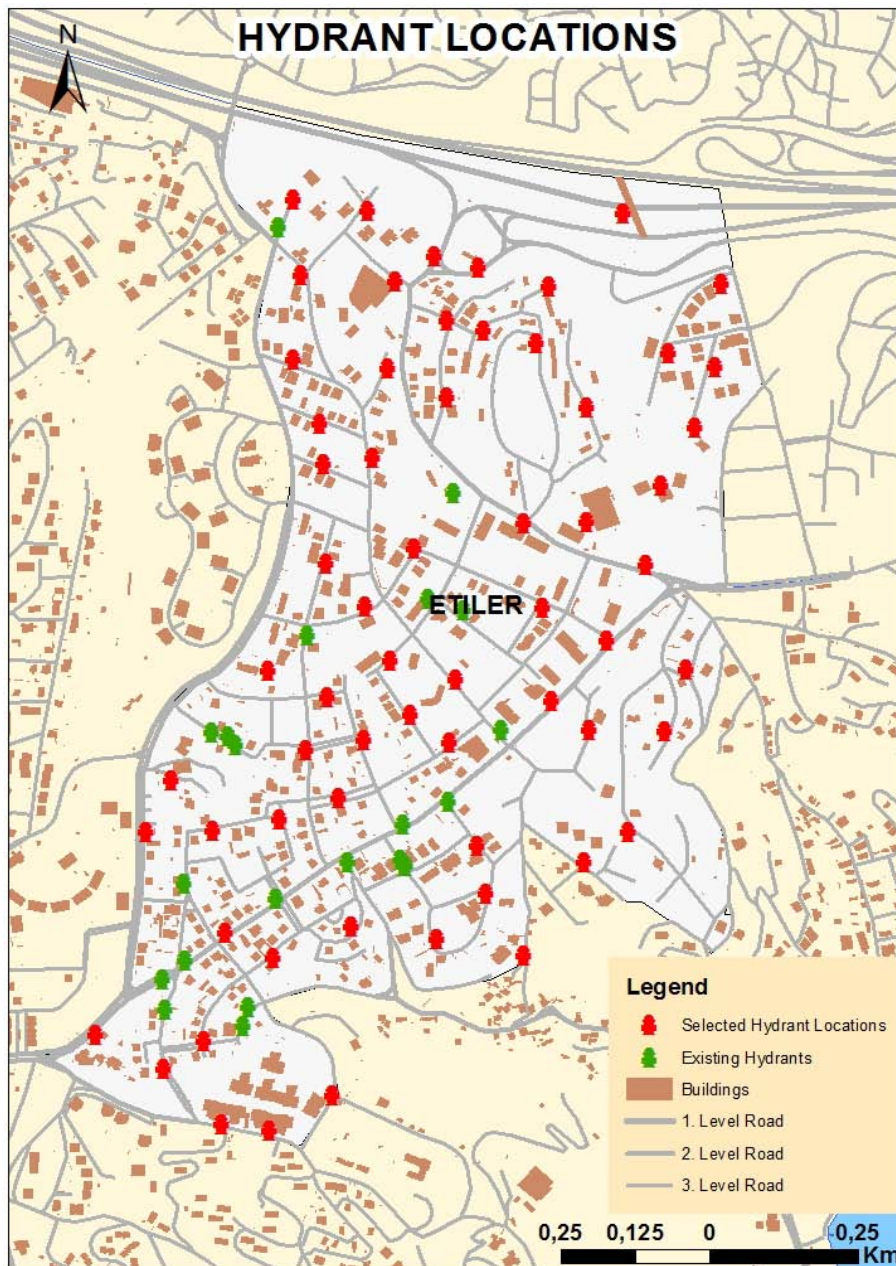 HYDRANT LOCATIONS
N
ETILER
Legend
Selected Hydrant Locations
Existing Hydrants
Buildings
1. Level Road
2. Level Road
3. Level Road
0,25 0,125 0 0,25
Km